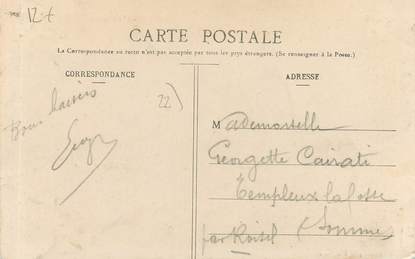 12t
CARTE POSTALE
La Correspondance au recto n'est pas acceptée par tous les pays étrangers. (Se renseigner à la Poste.)
CORRESPONDANCE
ADRESSE
Bons baisers
22)
Mademoiselle
Georgette Cairati
Templeux la fosse
par Roisel (Somme)